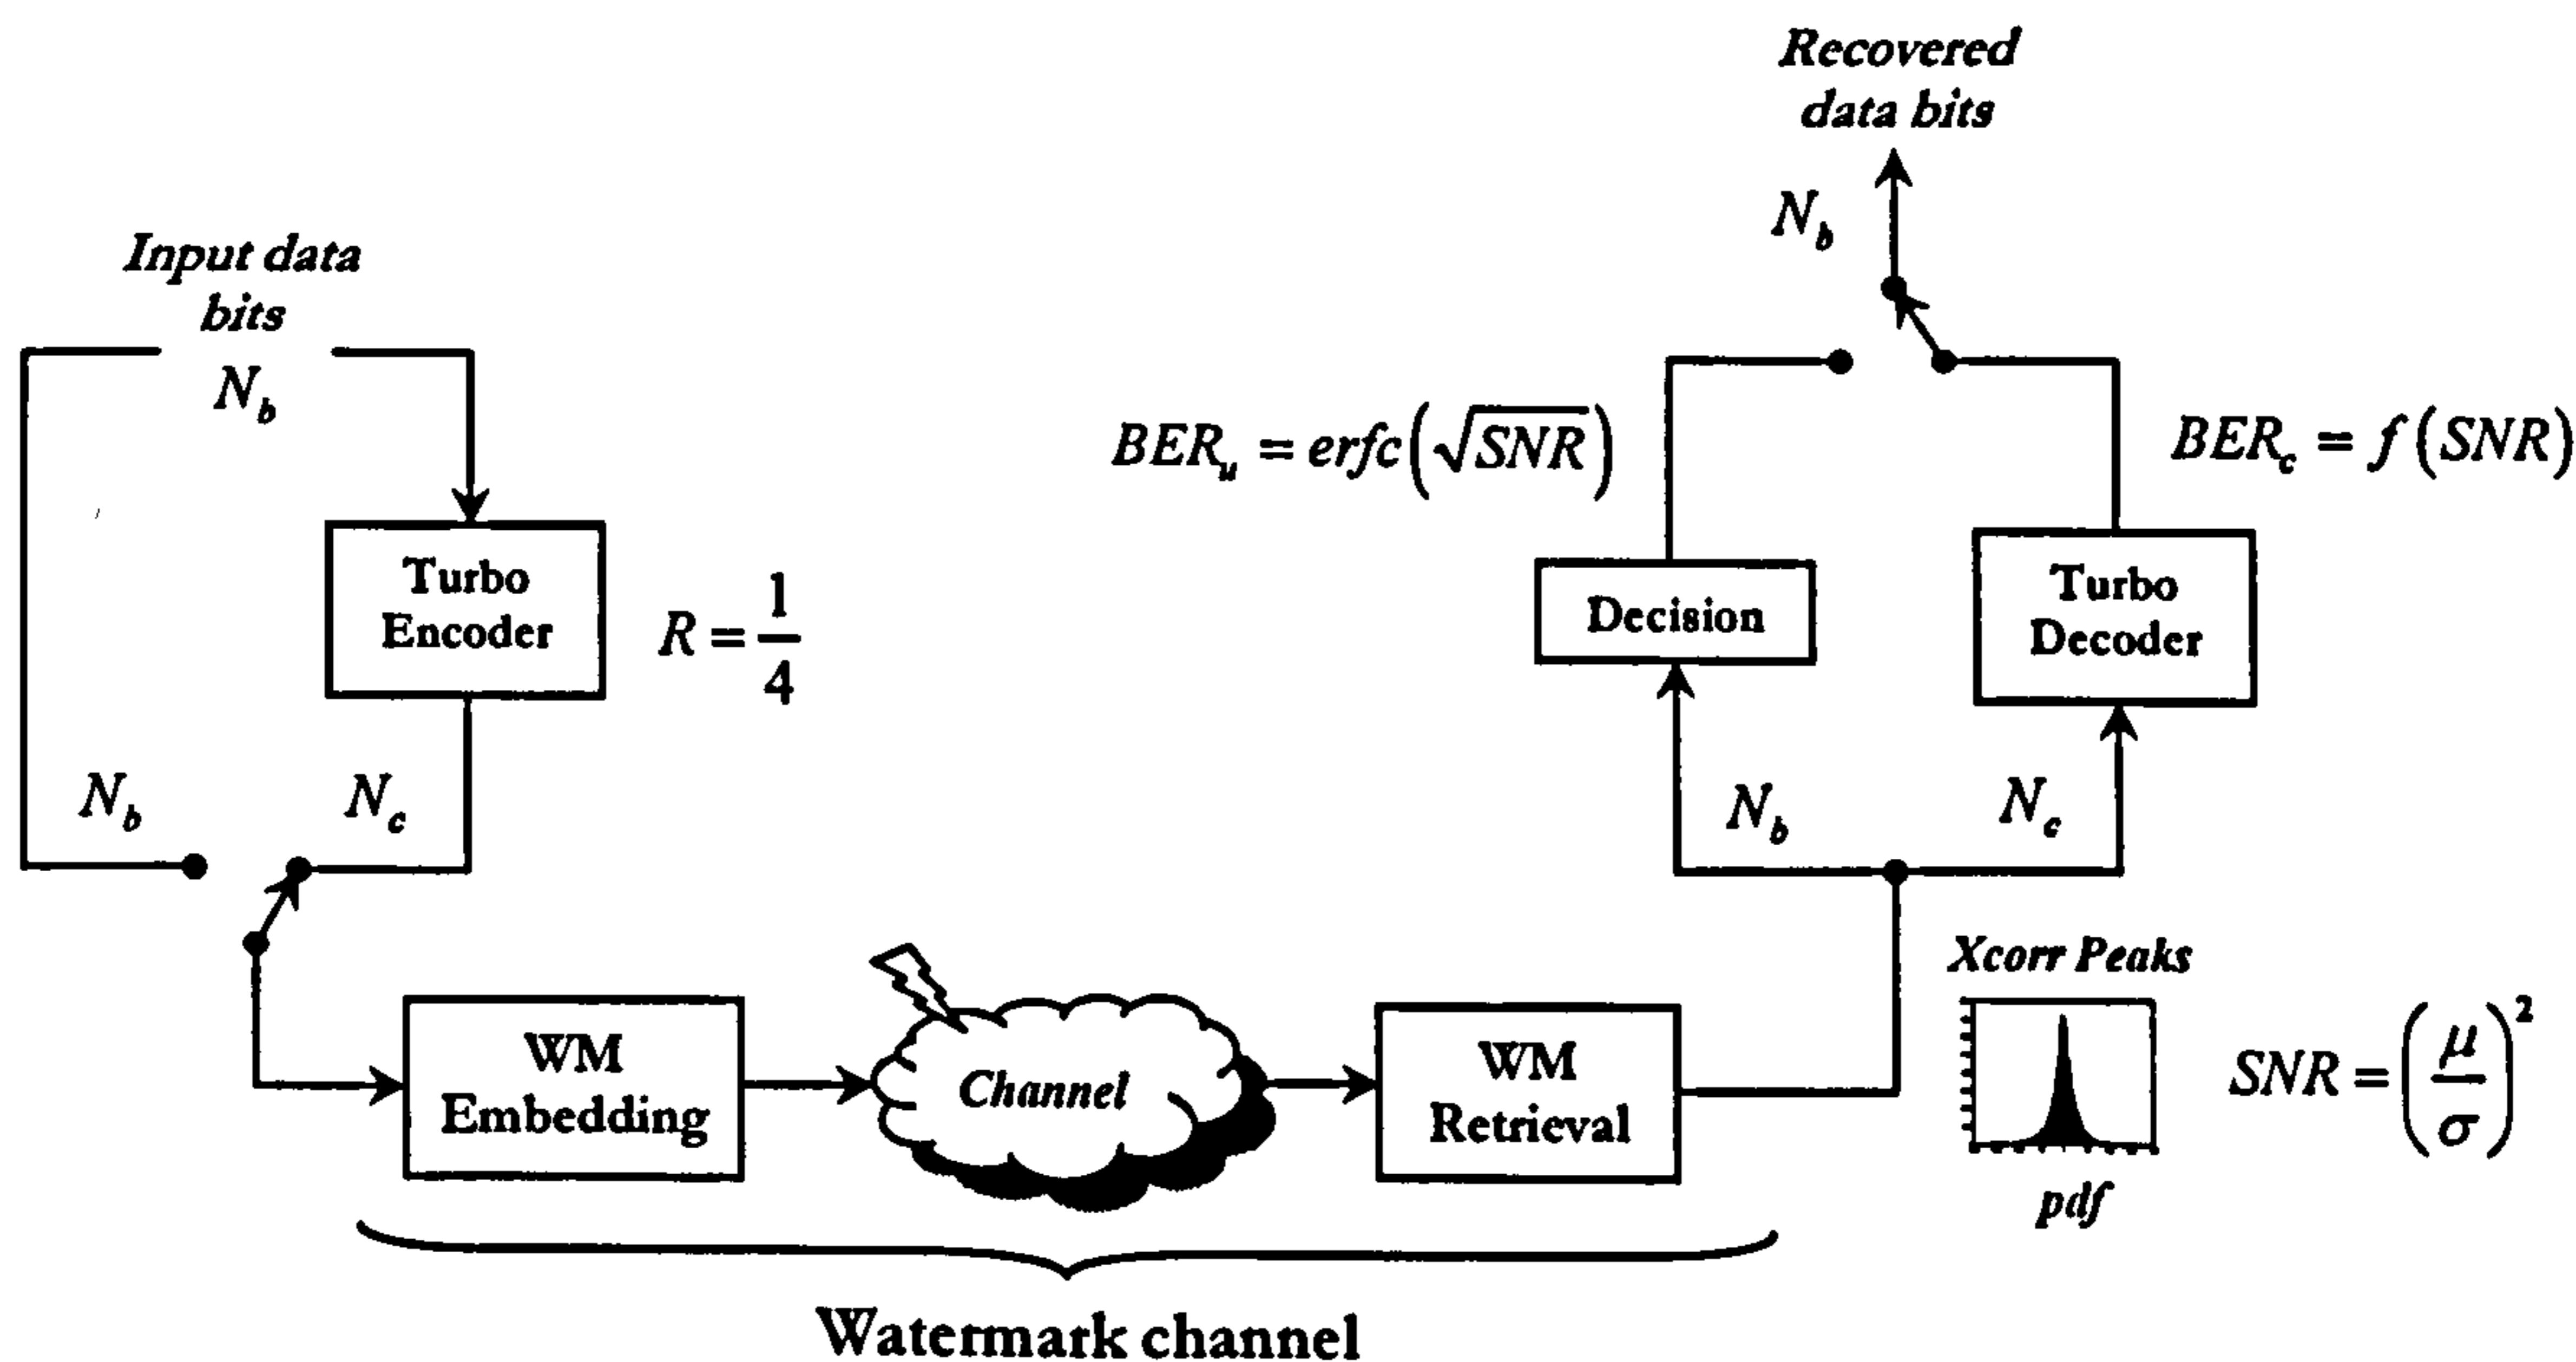 Recovered
data bits
N_b
Input data
bits
N_b
BER_u = erfc(√SNR)
BER_c = f(SNR)
Turbo
Encoder
R = 1/4
Decision
Turbo
Decoder
N_b
N_c
N_b
N_c
Xcorr Peaks
WM
Embedding
Channel
WM
Retrieval
SNR = (μ/σ)²
pdf
Watermark channel